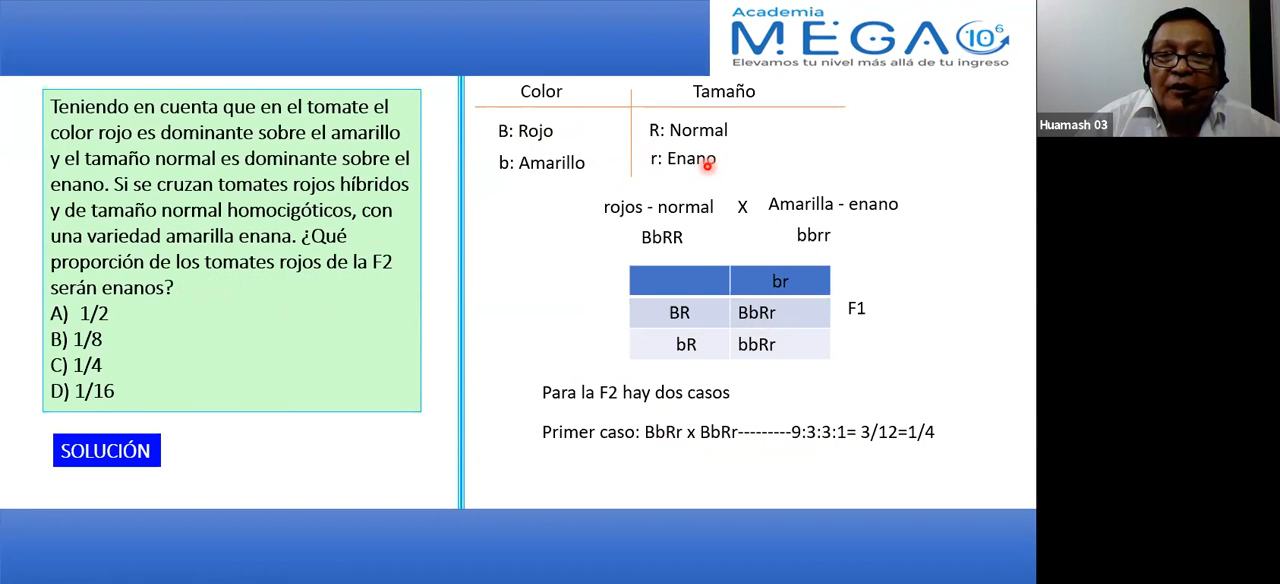 Academia
MEGA 10⁶
Elevamos tu nivel más allá de tu ingreso
Huamash 03
Teniendo en cuenta que en el tomate el
color rojo es dominante sobre el amarillo
y el tamaño normal es dominante sobre el
enano. Si se cruzan tomates rojos híbridos
y de tamaño normal homocigóticos, con
una variedad amarilla enana. ¿Qué
proporción de los tomates rojos de la F2
serán enanos?
A) 1/2
B) 1/8
C) 1/4
D) 1/16
SOLUCIÓN
Color Tamaño
B: Rojo R: Normal
b: Amarillo r: Enano
rojos - normal X Amarilla - enano
BbRR bbrr
br
BR BbRr F1
bR bbRr
Para la F2 hay dos casos
Primer caso: BbRr x BbRr---------9:3:3:1= 3/12=1/4